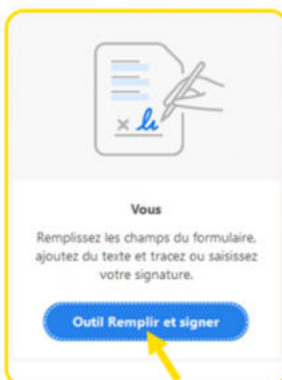 Vous
Remplissez les champs du formulaire,
ajoutez du texte et tracez ou saisissez
votre signature.
Outil Remplir et signer